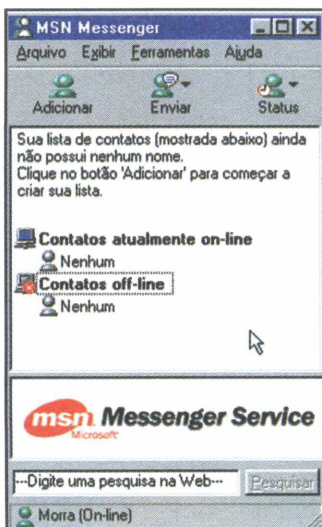 MSN Messenger
Arquivo Exibir Ferramentas Ajuda
Adicionar Enviar Status
Sua lista de contatos (mostrada abaixo) ainda
não possui nenhum nome.
Clique no botão 'Adicionar' para começar a
criar sua lista.
Contatos atualmente on-line
Nenhum
Contatos off-line
Nenhum
msn Messenger Service
Microsoft
---Digite uma pesquisa na Web--- Pesquisar
Morra (On-line)